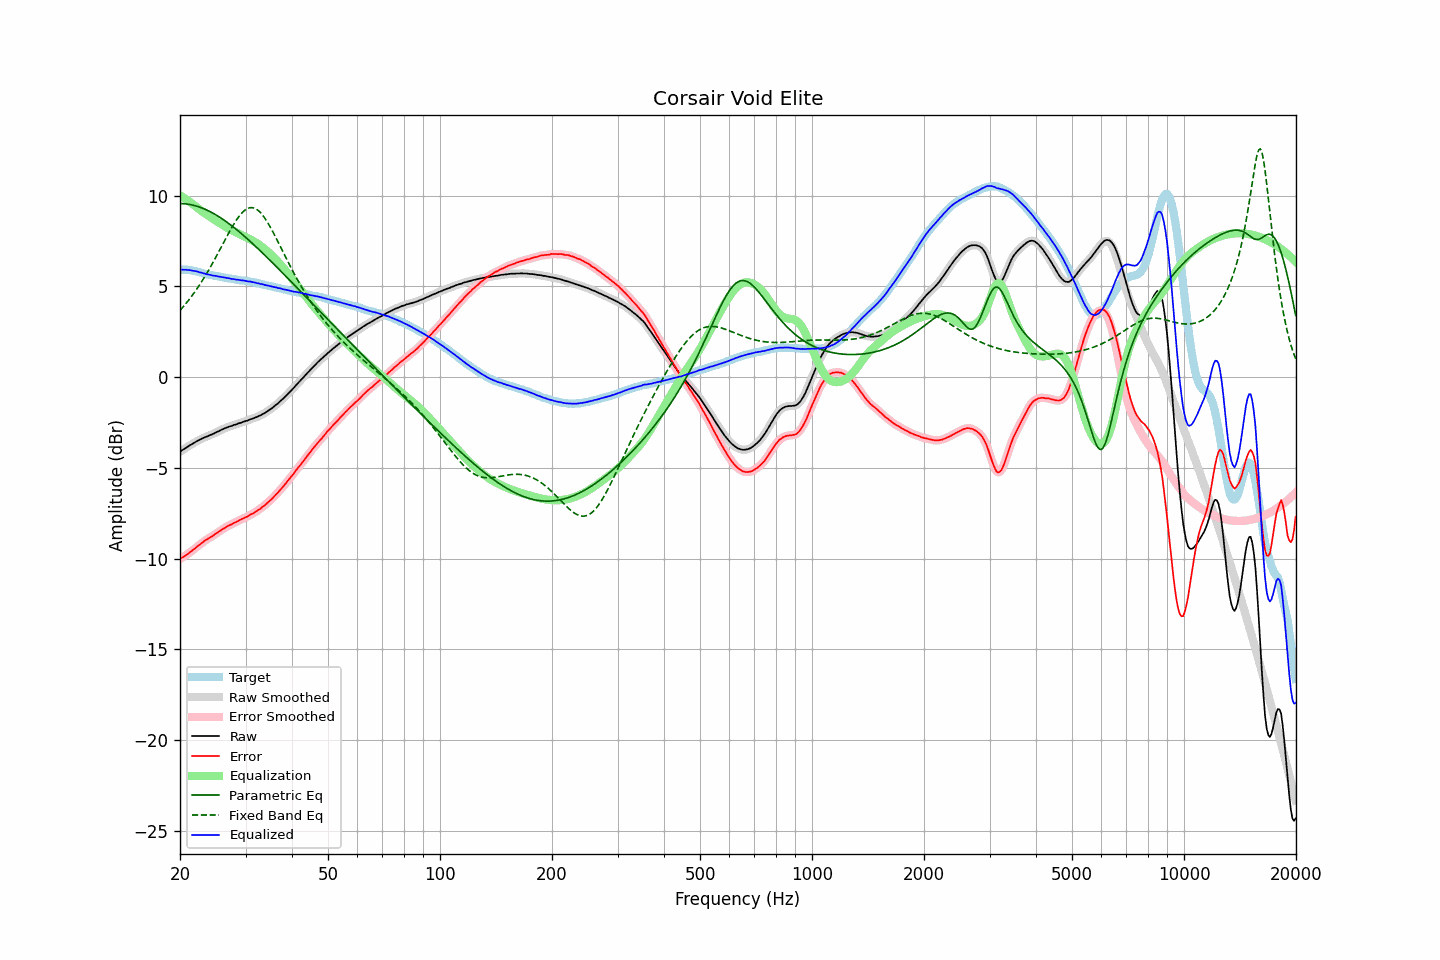 Corsair Void Elite
10
5
0
−5
−10
−15
−20
−25
Amplitude (dBr)
Target
Raw Smoothed
Error Smoothed
Raw
Error
Equalization
Parametric Eq
Fixed Band Eq
Equalized
20 50 100 200 500 1000 2000 5000 10000 20000
Frequency (Hz)